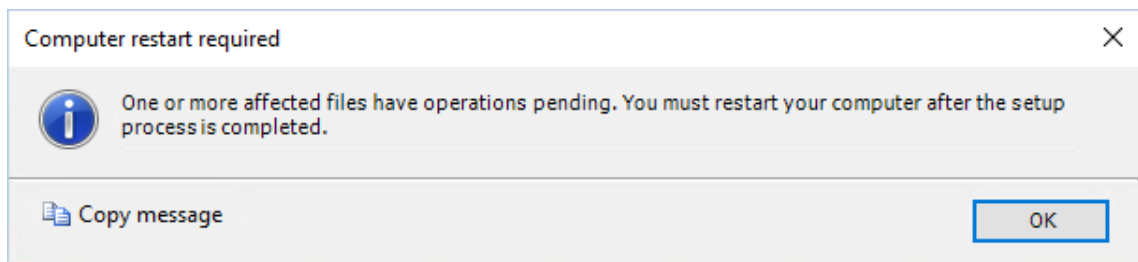 Computer restart required
One or more affected files have operations pending. You must restart your computer after the setup
process is completed.
Copy message
OK